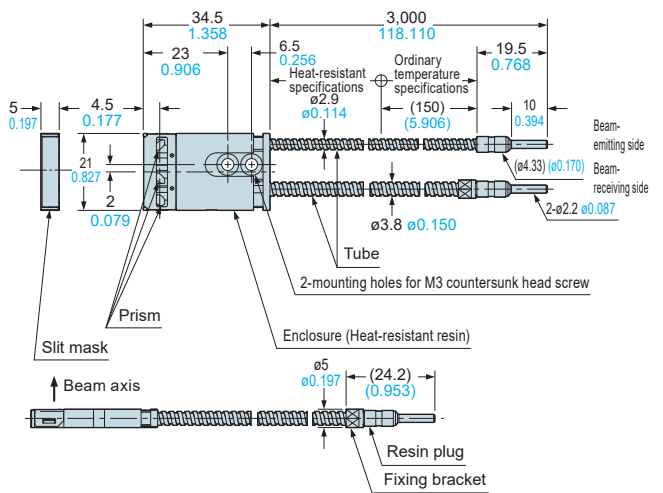 34.5
1.358
3,000
118.110
23
0.906
6.5
0.256
19.5
0.768
Heat-resistant
specifications
Ordinary
temperature
specifications
5
0.197
4.5
0.177
ø2.9
ø0.114
(150)
(5.906)
10
0.394
Beam-
emitting side
21
0.827
(ø4.33) (ø0.170)
Beam-
receiving side
2
0.079
ø3.8 ø0.150
2-ø2.2 ø0.087
Tube
2-mounting holes for M3 countersunk head screw
Prism
Enclosure (Heat-resistant resin)
Slit mask
Beam axis
ø5
ø0.197
(24.2)
(0.953)
Resin plug
Fixing bracket